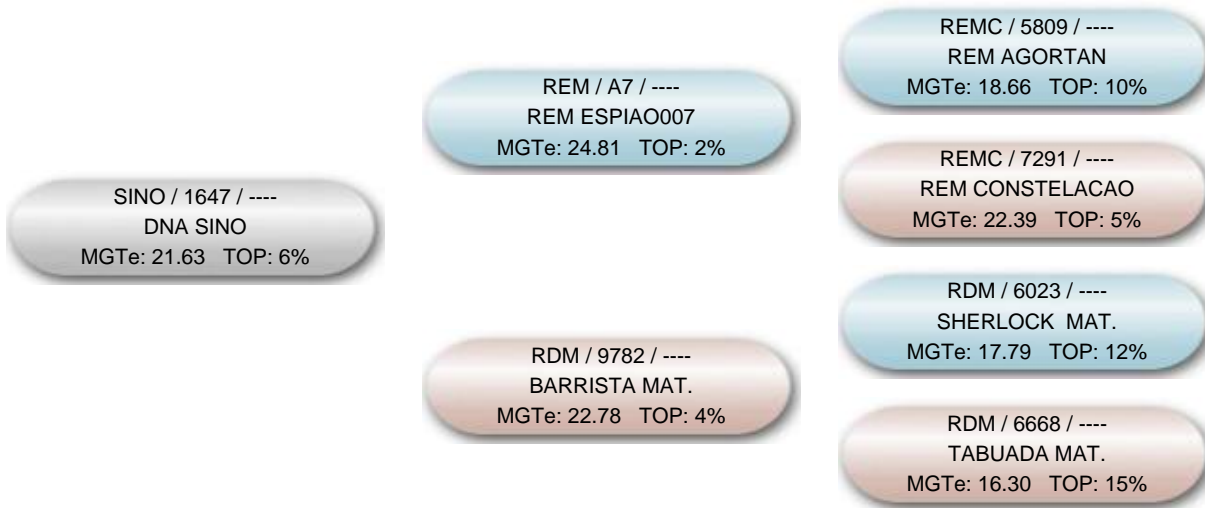 SINO / 1647 / ----
DNA SINO
MGTe: 21.63 TOP: 6%
REM / A7 / ----
REM ESPIAO007
MGTe: 24.81 TOP: 2%
RDM / 9782 / ----
BARRISTA MAT.
MGTe: 22.78 TOP: 4%
REMC / 5809 / ----
REM AGORTAN
MGTe: 18.66 TOP: 10%
REMC / 7291 / ----
REM CONSTELACAO
MGTe: 22.39 TOP: 5%
RDM / 6023 / ----
SHERLOCK MAT.
MGTe: 17.79 TOP: 12%
RDM / 6668 / ----
TABUADA MAT.
MGTe: 16.30 TOP: 15%